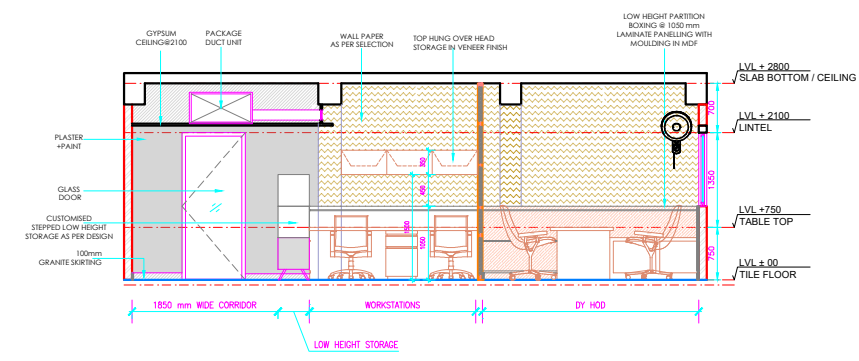 GYPSUM
CEILING@2100
PACKAGE
DUCT UNIT
WALL PAPER
AS PER SELECTION
TOP HUNG OVER HEAD
STORAGE IN VENEER FINISH
LOW HEIGHT PARTITION
BOXING @ 1050 mm
LAMINATE PANELLING WITH
MOULDING IN MDF
LVL + 2800
SLAB BOTTOM / CEILING
700
LVL + 2100
LINTEL
PLASTER
+PAINT
350
1350
GLASS
DOOR
450
CUSTOMISED
STEPPED LOW HEIGHT
STORAGE AS PER DESIGN
LVL +750
TABLE TOP
1500
1050
750
100mm
GRANITE SKIRTING
LVL ± 00
TILE FLOOR
1850 mm WIDE CORRIDOR
WORKSTATIONS
DY HOD
LOW HEIGHT STORAGE